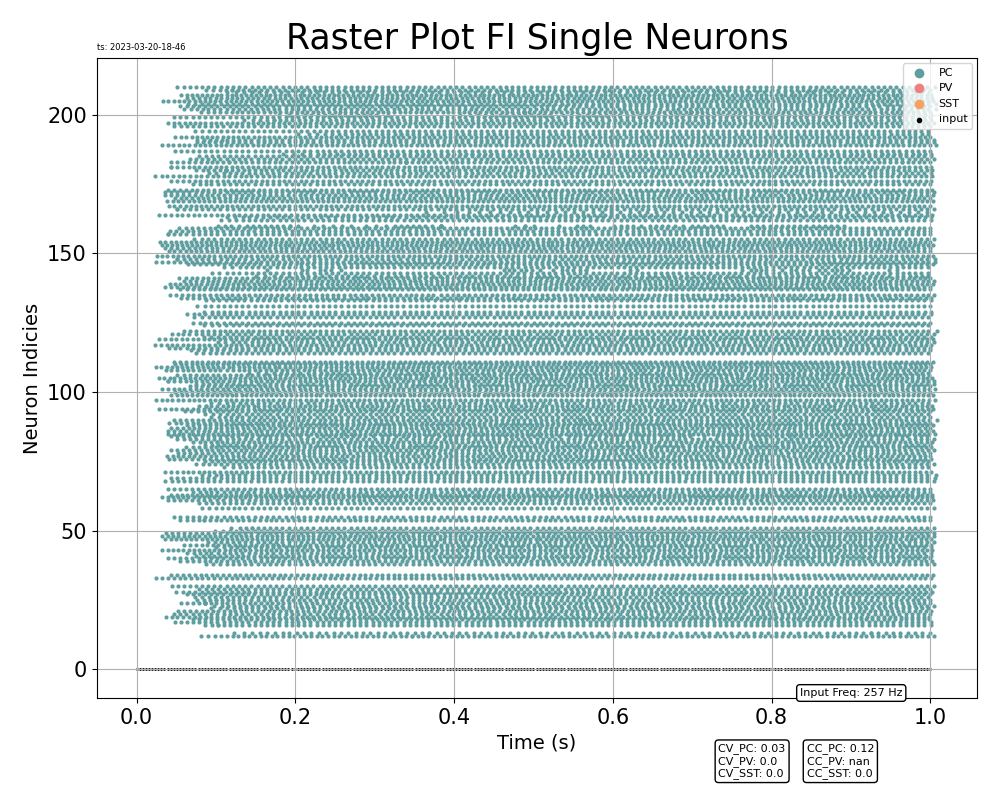 Raster Plot FI Single Neurons
ts: 2023-03-20-18-46
PC
PV
SST
input
200
150
100
50
0
Neuron Indicies
Input Freq: 257 Hz
0.0 0.2 0.4 0.6 0.8 1.0
Time (s)
CV_PC: 0.03
CV_PV: 0.0
CV_SST: 0.0
CC_PC: 0.12
CC_PV: nan
CC_SST: 0.0